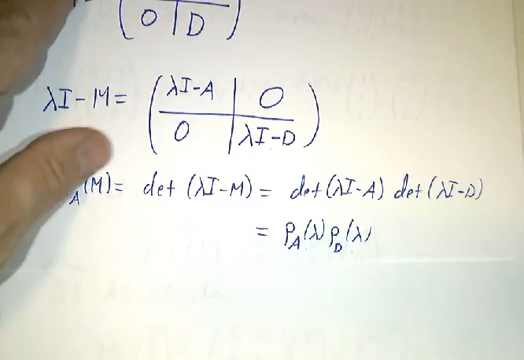 ( 0 | D )
λI-M = ( λI-A | 0
0 | λI-D )
A(M) = det (λI-M) = det(λI-A) det(λI-D)
= p_A(λ) p_D(λ)